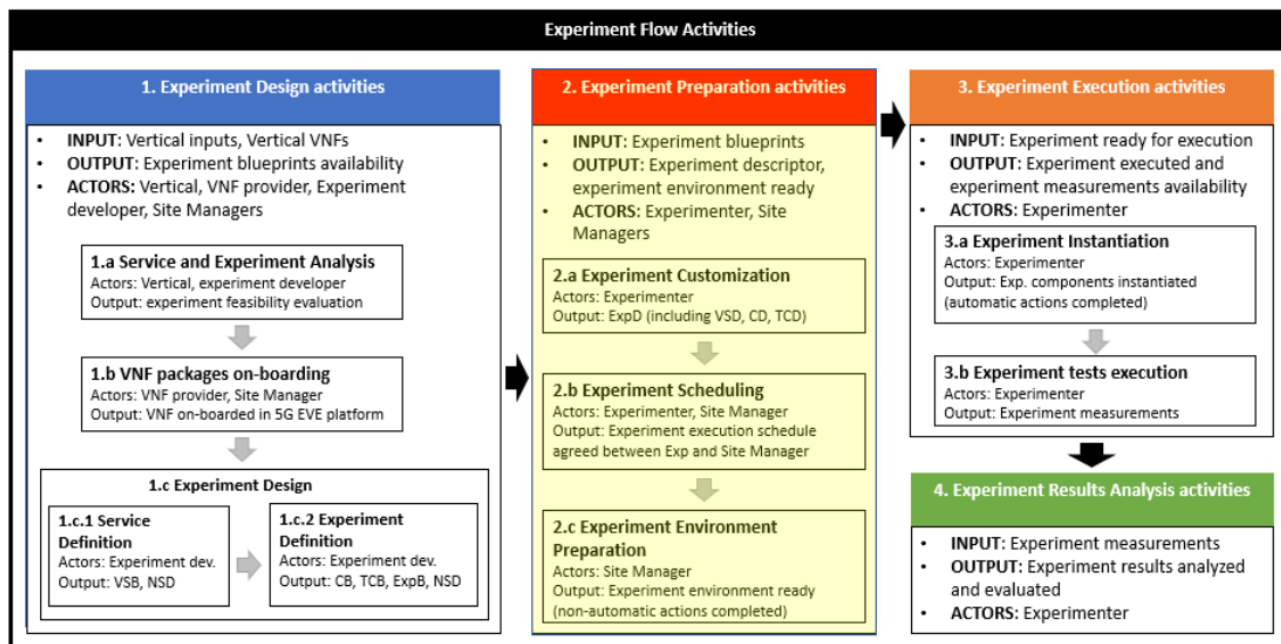 Experiment Flow Activities
1. Experiment Design activities
• INPUT: Vertical inputs, Vertical VNFs
• OUTPUT: Experiment blueprints availability
• ACTORS: Vertical, VNF provider, Experiment
developer, Site Managers
1.a Service and Experiment Analysis
Actors: Vertical, experiment developer
Output: experiment feasibility evaluation
1.b VNF packages on-boarding
Actors: VNF provider, Site Manager
Output: VNF on-boarded in 5G EVE platform
1.c Experiment Design
1.c.1 Service
Definition
Actors: Experiment dev.
Output: VSB, NSD
1.c.2 Experiment
Definition
Actors: Experiment dev.
Output: CB, TCB, ExpB, NSD
2. Experiment Preparation activities
• INPUT: Experiment blueprints
• OUTPUT: Experiment descriptor,
experiment environment ready
• ACTORS: Experimenter, Site
Managers
2.a Experiment Customization
Actors: Experimenter
Output: ExpD (including VSD, CD, TCD)
2.b Experiment Scheduling
Actors: Experimenter, Site Manager
Output: Experiment execution schedule
agreed between Exp and Site Manager
2.c Experiment Environment
Preparation
Actors: Site Manager
Output: Experiment environment ready
(non-automatic actions completed)
3. Experiment Execution activities
• INPUT: Experiment ready for execution
• OUTPUT: Experiment executed and
experiment measurements availability
• ACTORS: Experimenter
3.a Experiment Instantiation
Actors: Experimenter
Output: Exp. components instantiated
(automatic actions completed)
3.b Experiment tests execution
Actors: Experimenter
Output: Experiment measurements
4. Experiment Results Analysis activities
• INPUT: Experiment measurements
• OUTPUT: Experiment results analyzed
and evaluated
• ACTORS: Experimenter